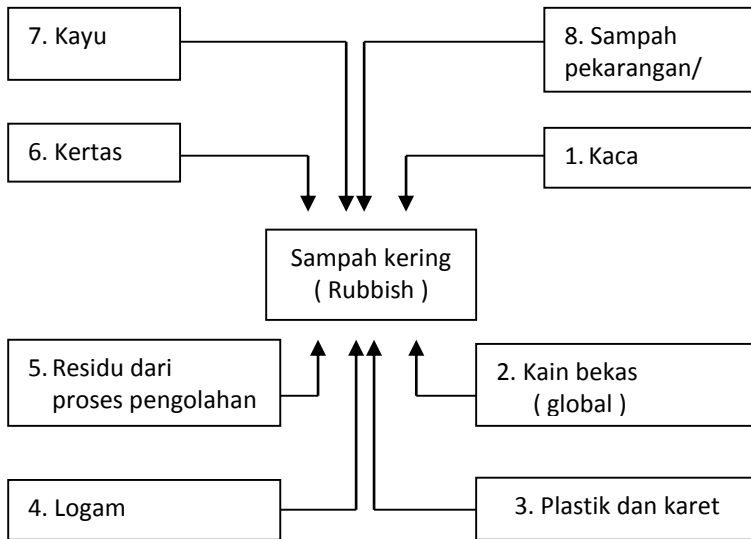 7. Kayu
8. Sampah
pekarangan/
6. Kertas
1. Kaca
Sampah kering
( Rubbish )
5. Residu dari
proses pengolahan
2. Kain bekas
( global )
4. Logam
3. Plastik dan karet